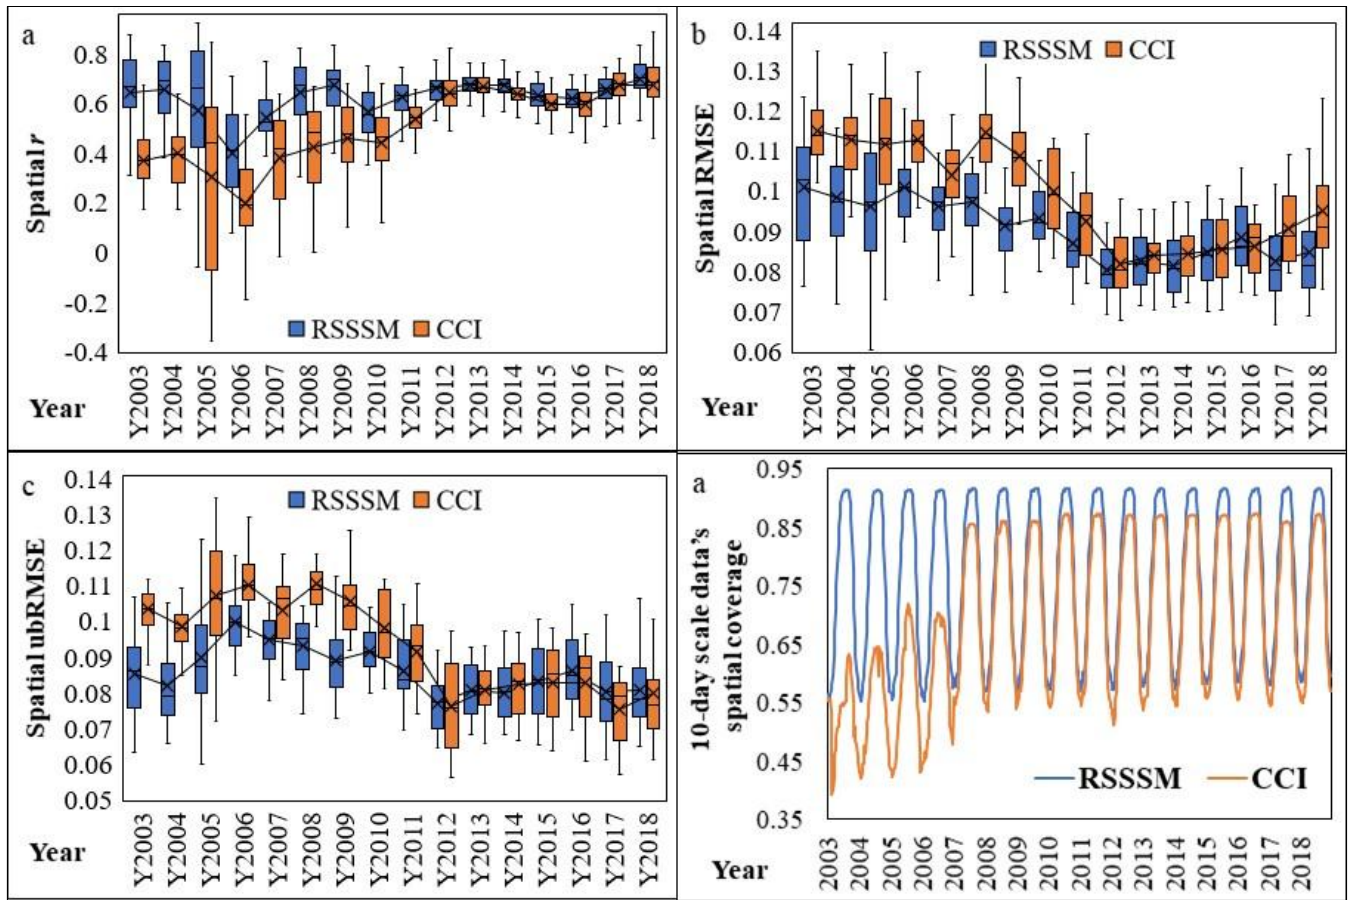 a
Spatial r
0.8
0.6
0.4
0.2
0
-0.2
-0.4
RSSSM CCI
Year
Y2003 Y2004 Y2005 Y2006 Y2007 Y2008 Y2009 Y2010 Y2011 Y2012 Y2013 Y2014 Y2015 Y2016 Y2017 Y2018
b
Spatial RMSE
0.14
0.13
0.12
0.11
0.1
0.09
0.08
0.07
0.06
RSSSM CCI
Year
Y2003 Y2004 Y2005 Y2006 Y2007 Y2008 Y2009 Y2010 Y2011 Y2012 Y2013 Y2014 Y2015 Y2016 Y2017 Y2018
c
Spatial ubRMSE
0.14
0.13
0.12
0.11
0.1
0.09
0.08
0.07
0.06
0.05
RSSSM CCI
Year
Y2003 Y2004 Y2005 Y2006 Y2007 Y2008 Y2009 Y2010 Y2011 Y2012 Y2013 Y2014 Y2015 Y2016 Y2017 Y2018
a
10-day scale data's
spatial coverage
0.95
0.85
0.75
0.65
0.55
0.45
0.35
RSSSM CCI
Year
2003 2004 2005 2006 2007 2008 2009 2010 2011 2012 2013 2014 2015 2016 2017 2018